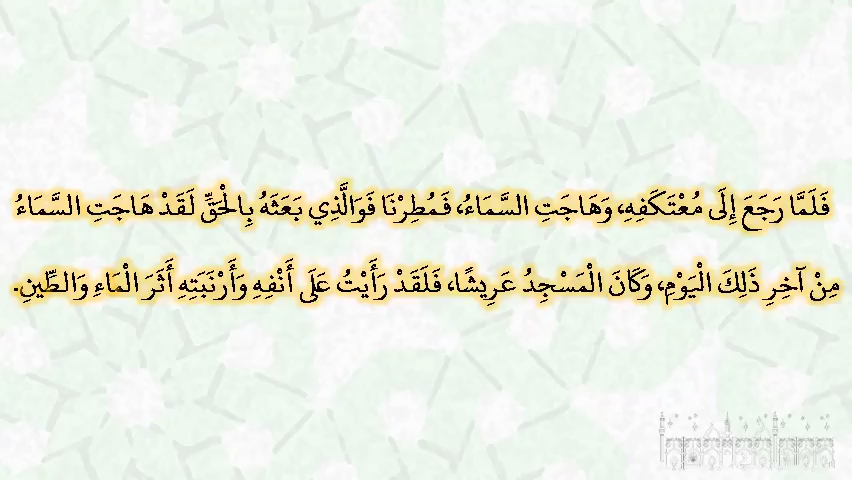 فَلَمَّا رَجَعَ إِلَى مُعْتَكَفِهِ، وَهَاجَتِ السَّمَاءُ، فَمُطِرْنَا فَوَالَّذِي بَعَثَهُ بِالْحَقِّ لَقَدْ هَاجَتِ السَّمَاءُ
مِنْ آخِرِ ذَلِكَ الْيَوْمِ، وَكَانَ الْمَسْجِدُ عَرِيشًا، فَلَقَدْ رَأَيْتُ عَلَى أَنْفِهِ وَأَرْنَبَتِهِ أَثَرَ الْمَاءِ وَالطِّينِ.